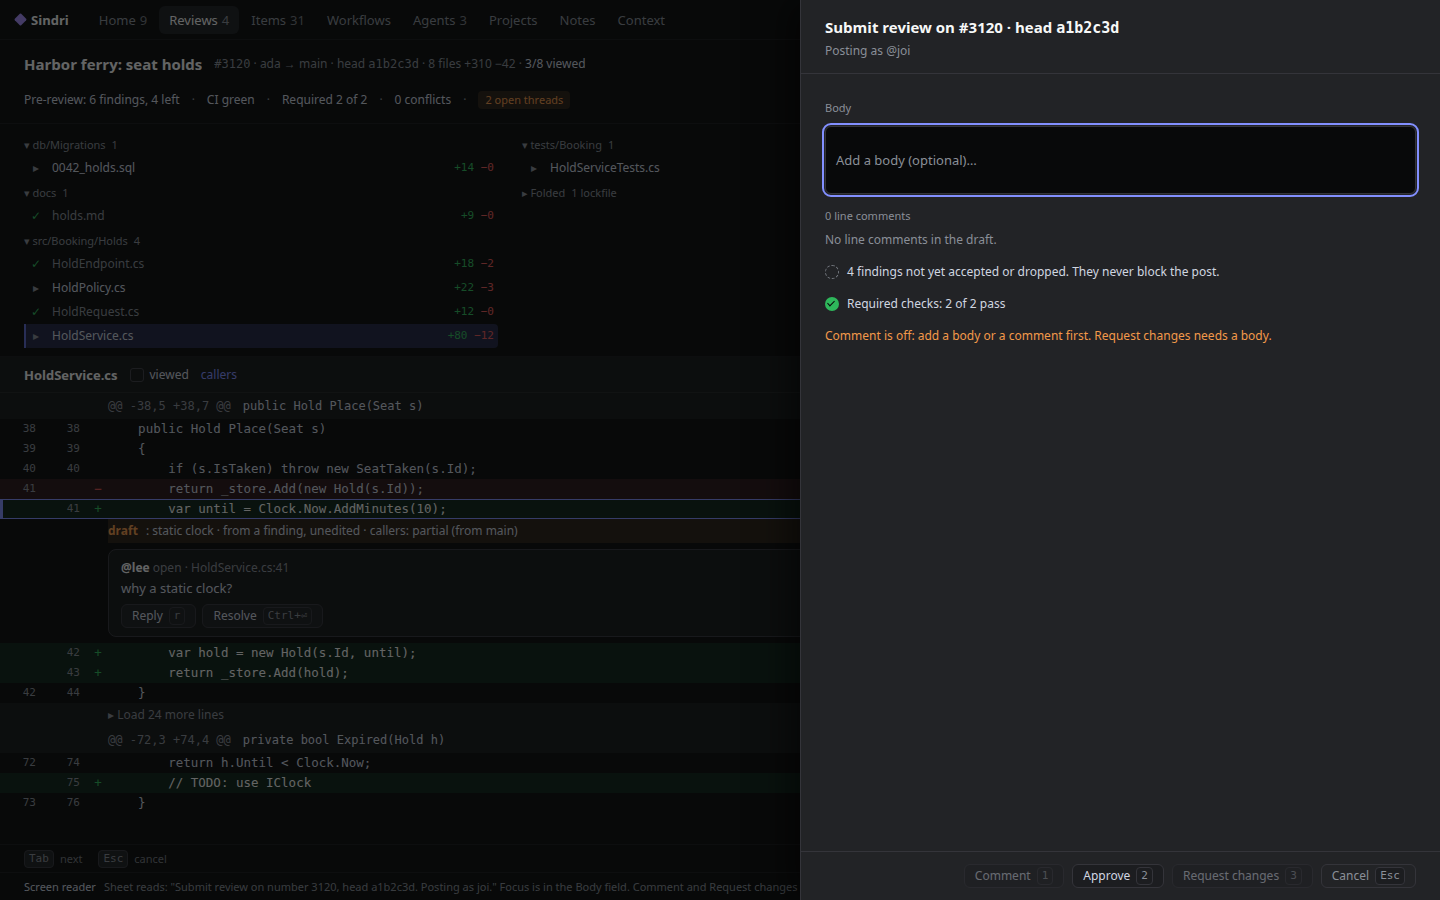 Sindri Home 9 Reviews 4 Items 31 Workflows Agents 3 Projects Notes Context
Harbor ferry: seat holds #3120 · ada → main · head a1b2c3d · 8 files +310 −42 · 3/8 viewed
Pre-review: 6 findings, 4 left · CI green · Required 2 of 2 · 0 conflicts · 2 open threads
▾ db/Migrations 1
▸ 0042_holds.sql +14 −0
▾ docs 1
✓ holds.md +9 −0
▾ src/Booking/Holds 4
✓ HoldEndpoint.cs +18 −2
▸ HoldPolicy.cs +22 −3
✓ HoldRequest.cs +12 −0
▸ HoldService.cs +80 −12
▾ tests/Booking 1
▸ HoldServiceTests.cs
▸ Folded 1 lockfile
HoldService.cs viewed callers
@@ -38,5 +38,7 @@ public Hold Place(Seat s)
38 38 public Hold Place(Seat s)
39 39 {
40 40 if (s.IsTaken) throw new SeatTaken(s.Id);
41 − return _store.Add(new Hold(s.Id));
41 + var until = Clock.Now.AddMinutes(10);
draft : static clock · from a finding, unedited · callers: partial (from main)
@lee open · HoldService.cs:41
why a static clock?
Reply r Resolve Ctrl+⏎
42 + var hold = new Hold(s.Id, until);
43 + return _store.Add(hold);
42 44 }
▸ Load 24 more lines
@@ -72,3 +74,4 @@ private bool Expired(Hold h)
72 74 return h.Until < Clock.Now;
75 + // TODO: use IClock
73 76 }
Tab next Esc cancel
Screen reader Sheet reads: "Submit review on number 3120, head a1b2c3d. Posting as joi." Focus is in the Body field. Comment and Request changes
Submit review on #3120 · head a1b2c3d
Posting as @joi
Body
Add a body (optional)...
0 line comments
No line comments in the draft.
4 findings not yet accepted or dropped. They never block the post.
Required checks: 2 of 2 pass
Comment is off: add a body or a comment first. Request changes needs a body.
Comment 1 Approve 2 Request changes 3 Cancel Esc